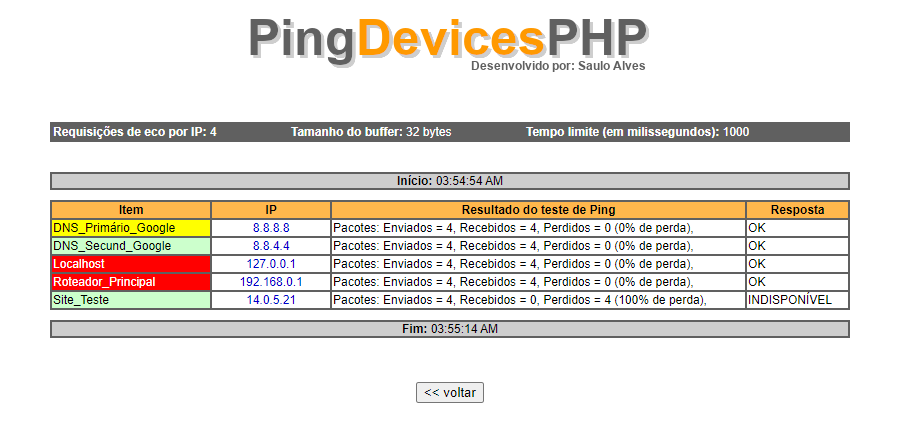 PingDevicesPHP
Desenvolvido por: Saulo Alves
Requisições de eco por IP: 4 Tamanho do buffer: 32 bytes Tempo limite (em milissegundos): 1000
Início: 03:54:54 AM
Item IP Resultado do teste de Ping Resposta
DNS_Primário_Google 8.8.8.8 Pacotes: Enviados = 4, Recebidos = 4, Perdidos = 0 (0% de perda), OK
DNS_Secund_Google 8.8.4.4 Pacotes: Enviados = 4, Recebidos = 4, Perdidos = 0 (0% de perda), OK
Localhost 127.0.0.1 Pacotes: Enviados = 4, Recebidos = 4, Perdidos = 0 (0% de perda), OK
Roteador_Principal 192.168.0.1 Pacotes: Enviados = 4, Recebidos = 4, Perdidos = 0 (0% de perda), OK
Site_Teste 14.0.5.21 Pacotes: Enviados = 4, Recebidos = 0, Perdidos = 4 (100% de perda), INDISPONÍVEL
Fim: 03:55:14 AM
<< voltar